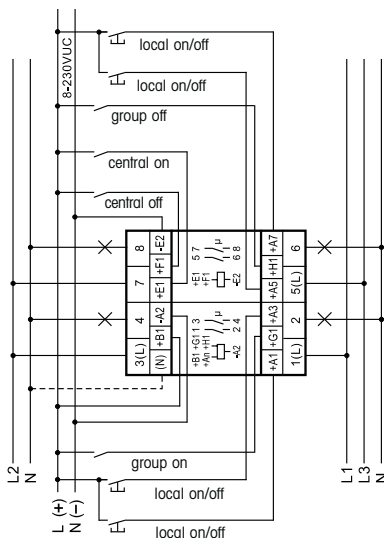 8-230VUC
local on/off
local on/off
group off
central on
central off
8
7
4
3(L)
-E2
+F1
+E1
-A2
+B1
(N)
5 7
6 8
µ
+E1
+F1
-E2
1 3
2 4
µ
+B1 +G1
+An +H1
-A2
+A7
+H1
+A5
+A3
+G1
+A1
6
5(L)
2
1(L)
group on
local on/off
local on/off
L2
N
L (+)
N (−)
L1
L3
N